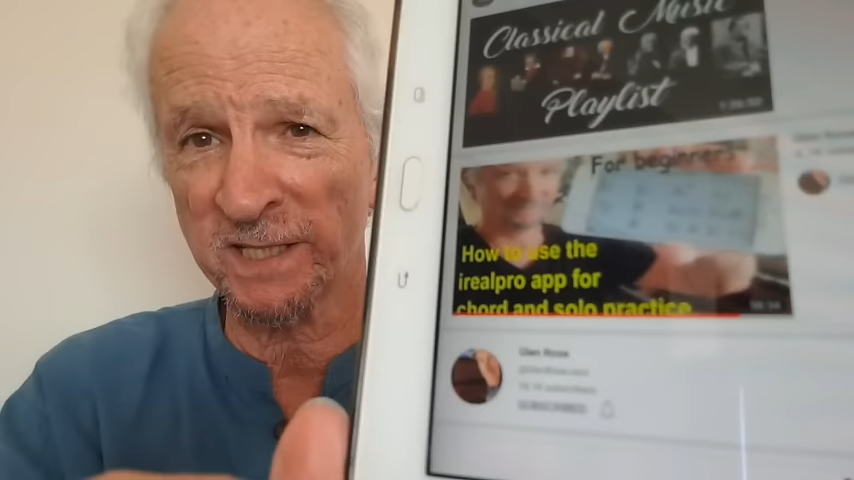 Classical Music
Playlist
For beginners
How to use the
irealpro app for
chord and solo practice
Glen Rose
SUBSCRIBED